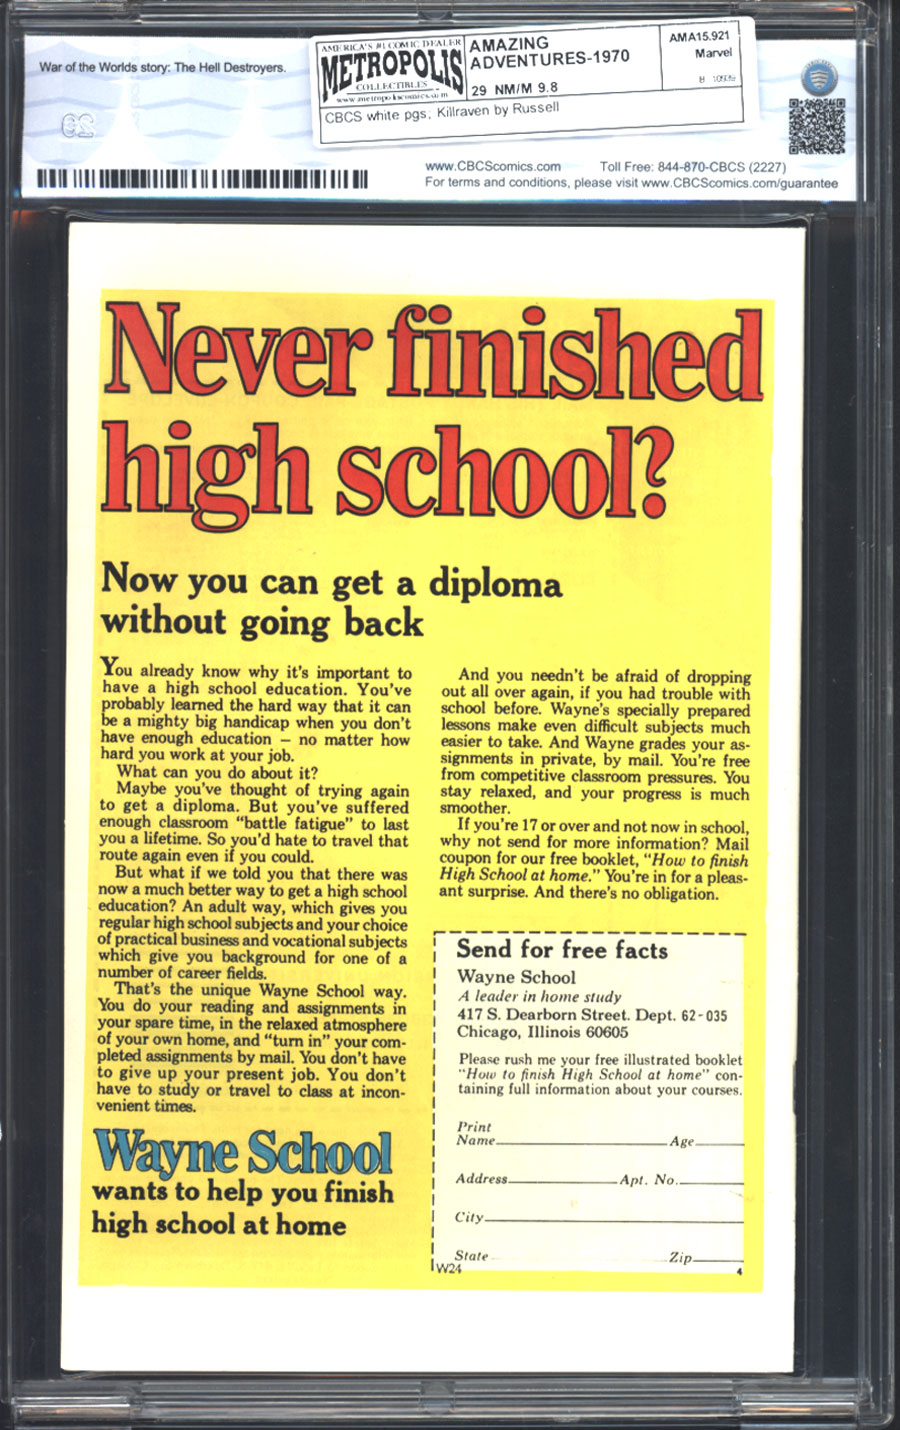 War of the Worlds story: The Hell Destroyers.
AMERICA'S #1 COMIC DEALER
METROPOLIS
COLLECTIBLES
www.metropoliscomics.com
AMAZING
ADVENTURES-1970
29 NM/M 9.8
AMA15.921
Marvel
CBCS white pgs; Killraven by Russell
www.CBCScomics.com Toll Free: 844-870-CBCS (2227)
For terms and conditions, please visit www.CBCScomics.com/guarantee
Never finished
high school?
Now you can get a diploma
without going back
You already know why it's important to
have a high school education. You've
probably learned the hard way that it can
be a mighty big handicap when you don't
have enough education – no matter how
hard you work at your job.
What can you do about it?
Maybe you've thought of trying again
to get a diploma. But you've suffered
enough classroom "battle fatigue" to last
you a lifetime. So you'd hate to travel that
route again even if you could.
But what if we told you that there was
now a much better way to get a high school
education? An adult way, which gives you
regular high school subjects and your choice
of practical business and vocational subjects
which give you background for one of a
number of career fields.
That's the unique Wayne School way.
You do your reading and assignments in
your spare time, in the relaxed atmosphere
of your own home, and "turn in" your com-
pleted assignments by mail. You don't have
to give up your present job. You don't
have to study or travel to class at incon-
venient times.
Wayne School
wants to help you finish
high school at home
And you needn't be afraid of dropping
out all over again, if you had trouble with
school before. Wayne's specially prepared
lessons make even difficult subjects much
easier to take. And Wayne grades your as-
signments in private, by mail. You're free
from competitive classroom pressures. You
stay relaxed, and your progress is much
smoother.
If you're 17 or over and not now in school,
why not send for more information? Mail
coupon for our free booklet, "How to finish
High School at home." You're in for a pleas-
ant surprise. And there's no obligation.
Send for free facts
Wayne School
A leader in home study
417 S. Dearborn Street. Dept. 62-035
Chicago, Illinois 60605
Please rush me your free illustrated booklet
"How to finish High School at home" con-
taining full information about your courses.
Print
Name Age
Address Apt. No.
City
State Zip
W24 4